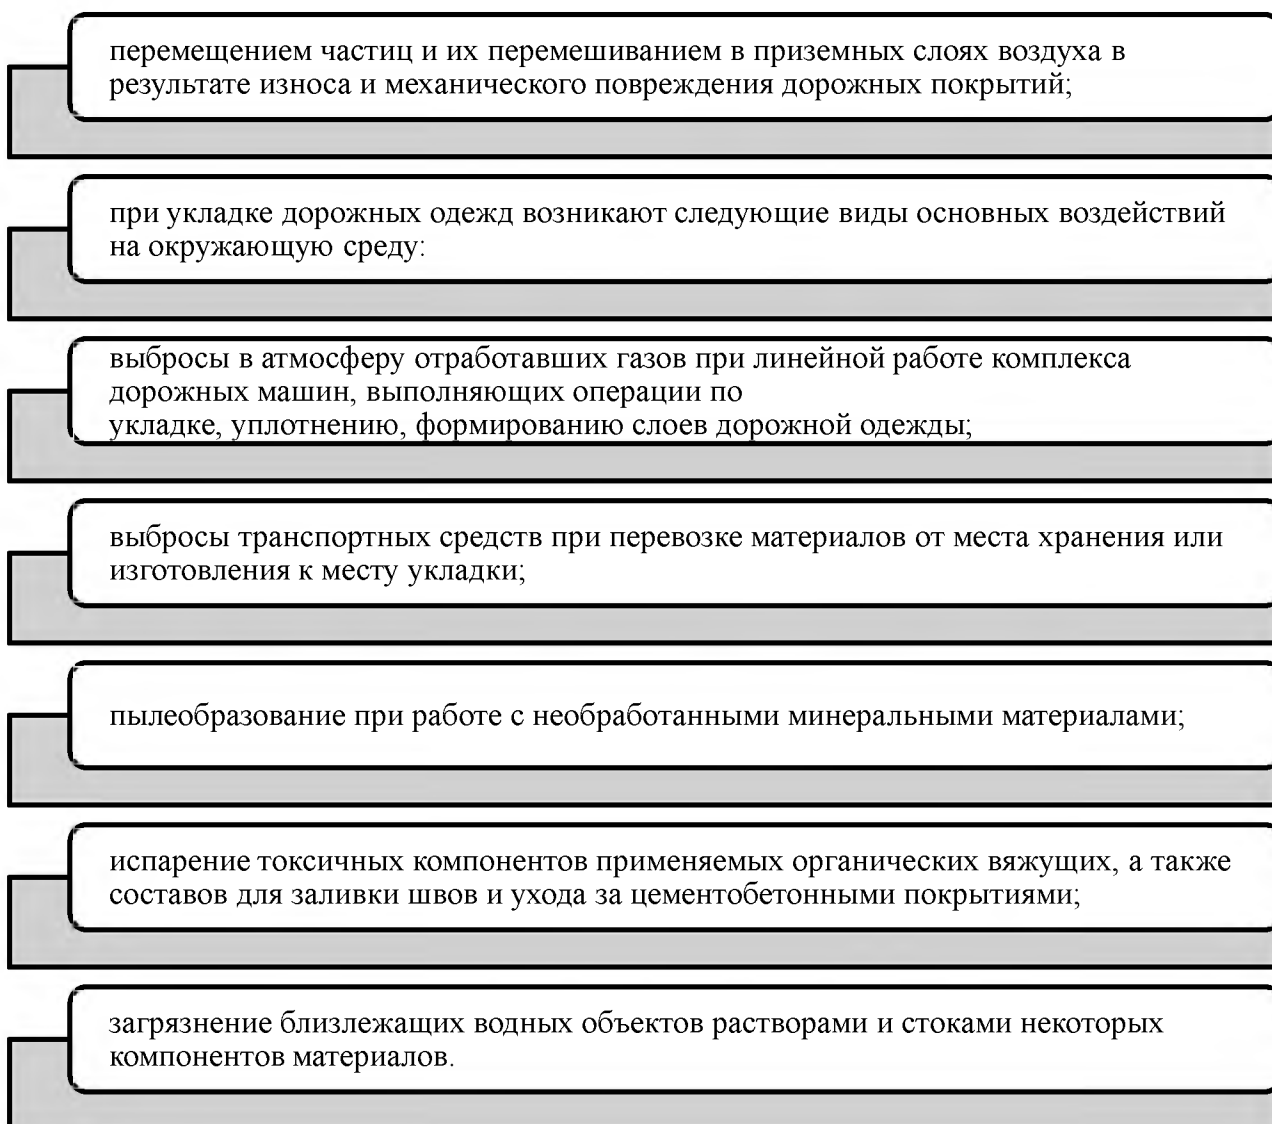 перемещением частиц и их перемешиванием в приземных слоях воздуха в
результате износа и механического повреждения дорожных покрытий;
при укладке дорожных одежд возникают следующие виды основных воздействий
на окружающую среду:
выбросы в атмосферу отработавших газов при линейной работе комплекса
дорожных машин, выполняющих операции по
укладке, уплотнению, формированию слоев дорожной одежды;
выбросы транспортных средств при перевозке материалов от места хранения или
изготовления к месту укладки;
пылеобразование при работе с необработанными минеральными материалами;
испарение токсичных компонентов применяемых органических вяжущих, а также
составов для заливки швов и ухода за цементобетонными покрытиями;
загрязнение близлежащих водных объектов растворами и стоками некоторых
компонентов материалов.